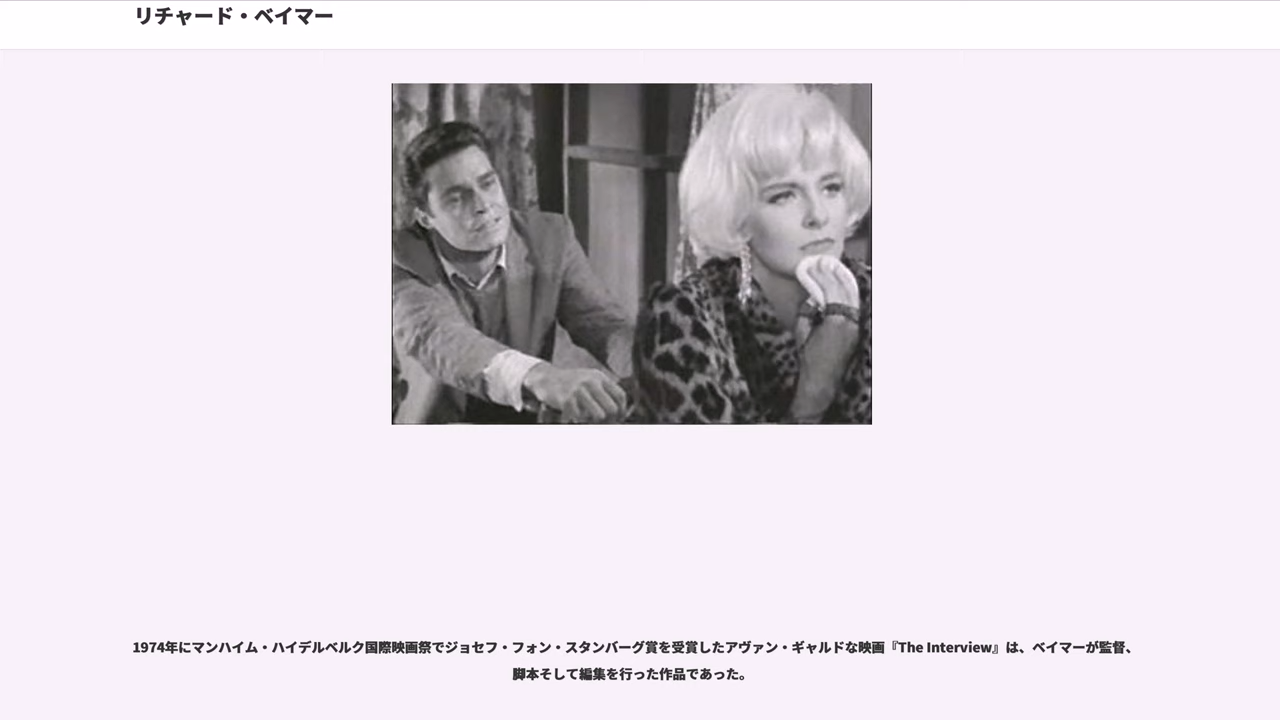 リチャード・ベイマー
1974年にマンハイム・ハイデルベルク国際映画祭でジョセフ・フォン・スタンバーグ賞を受賞したアヴァン・ギャルドな映画『The Interview』は、ベイマーが監督、
脚本そして編集を行った作品であった。